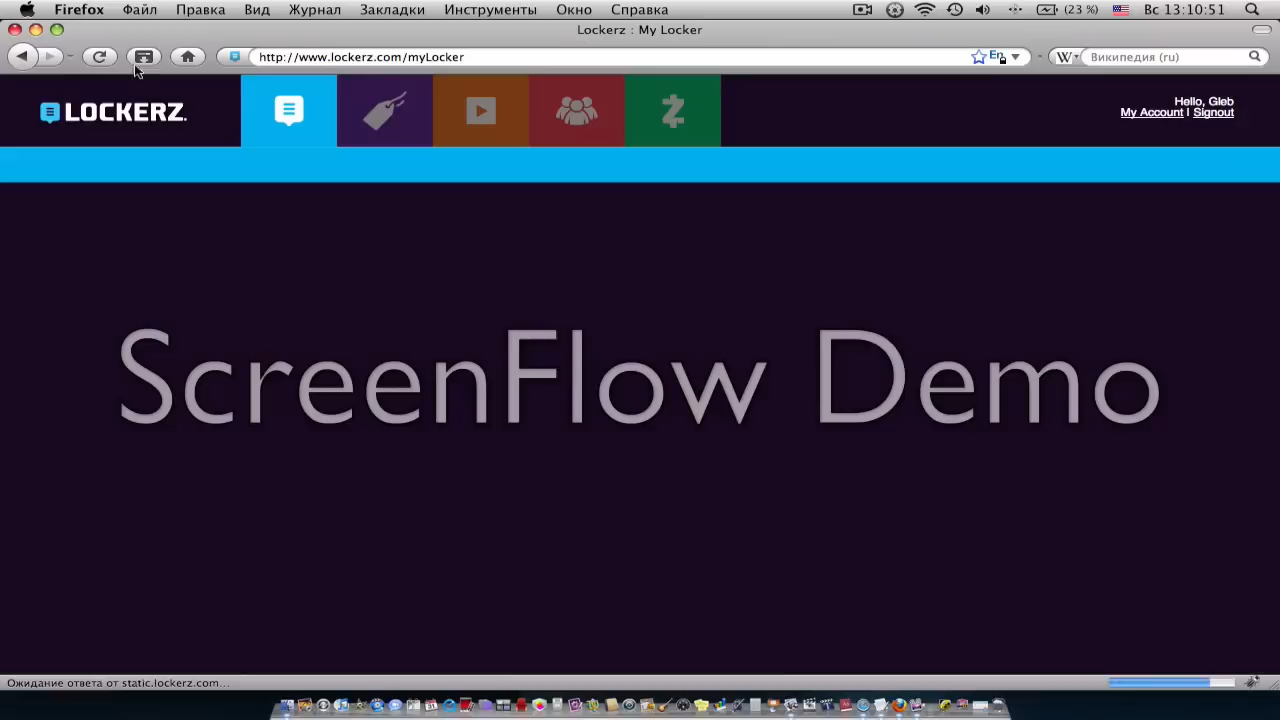 Firefox Файл Правка Вид Журнал Закладки Инструменты Окно Справка (23 %) Вс 13:10:51
Lockerz : My Locker
http://www.lockerz.com/myLocker En W Википедия (ru)
LOCKERZ.
Hello, Gleb
My Account | Signout
ScreenFlow Demo
Ожидание ответа от static.lockerz.com...